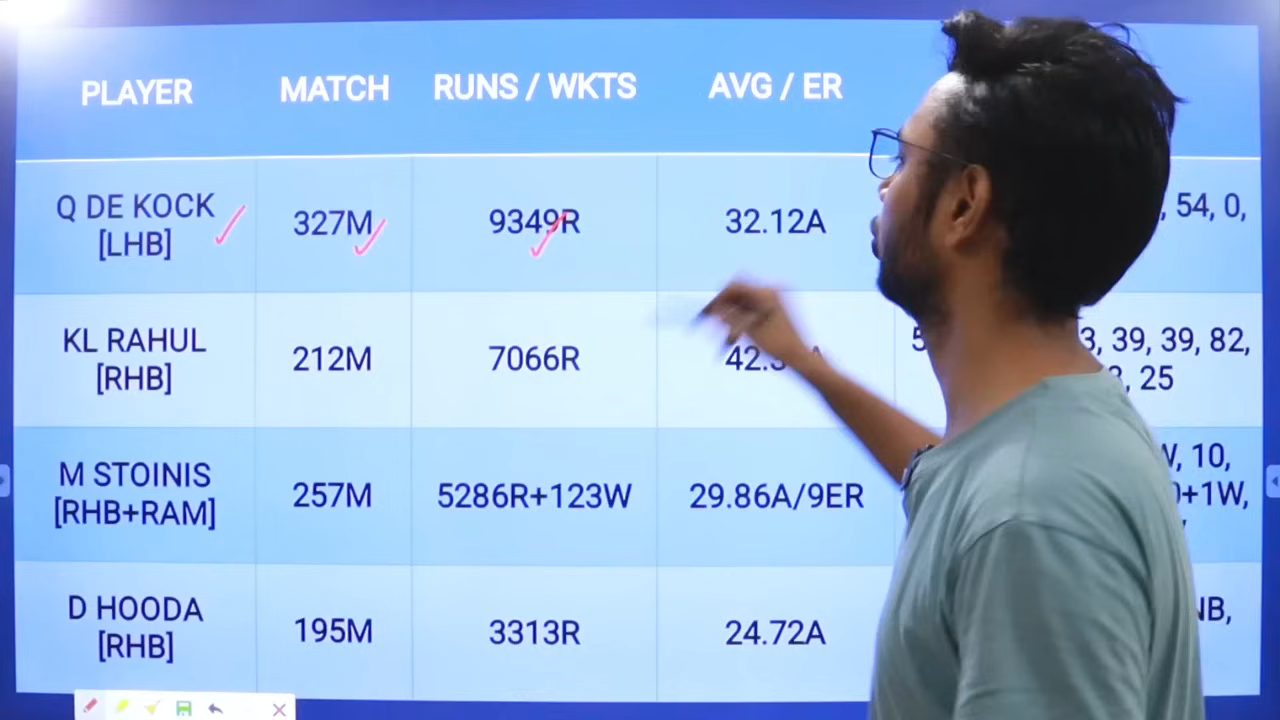 PLAYER MATCH RUNS / WKTS AVG / ER
Q DE KOCK
[LHB] 327M 9349R 32.12A
54, 0,
KL RAHUL
[RHB] 212M 7066R
39, 39, 82,
25
M STOINIS
[RHB+RAM] 257M 5286R+123W 29.86A/9ER
10,
+1W,
D HOODA
[RHB] 195M 3313R 24.72A
NB,